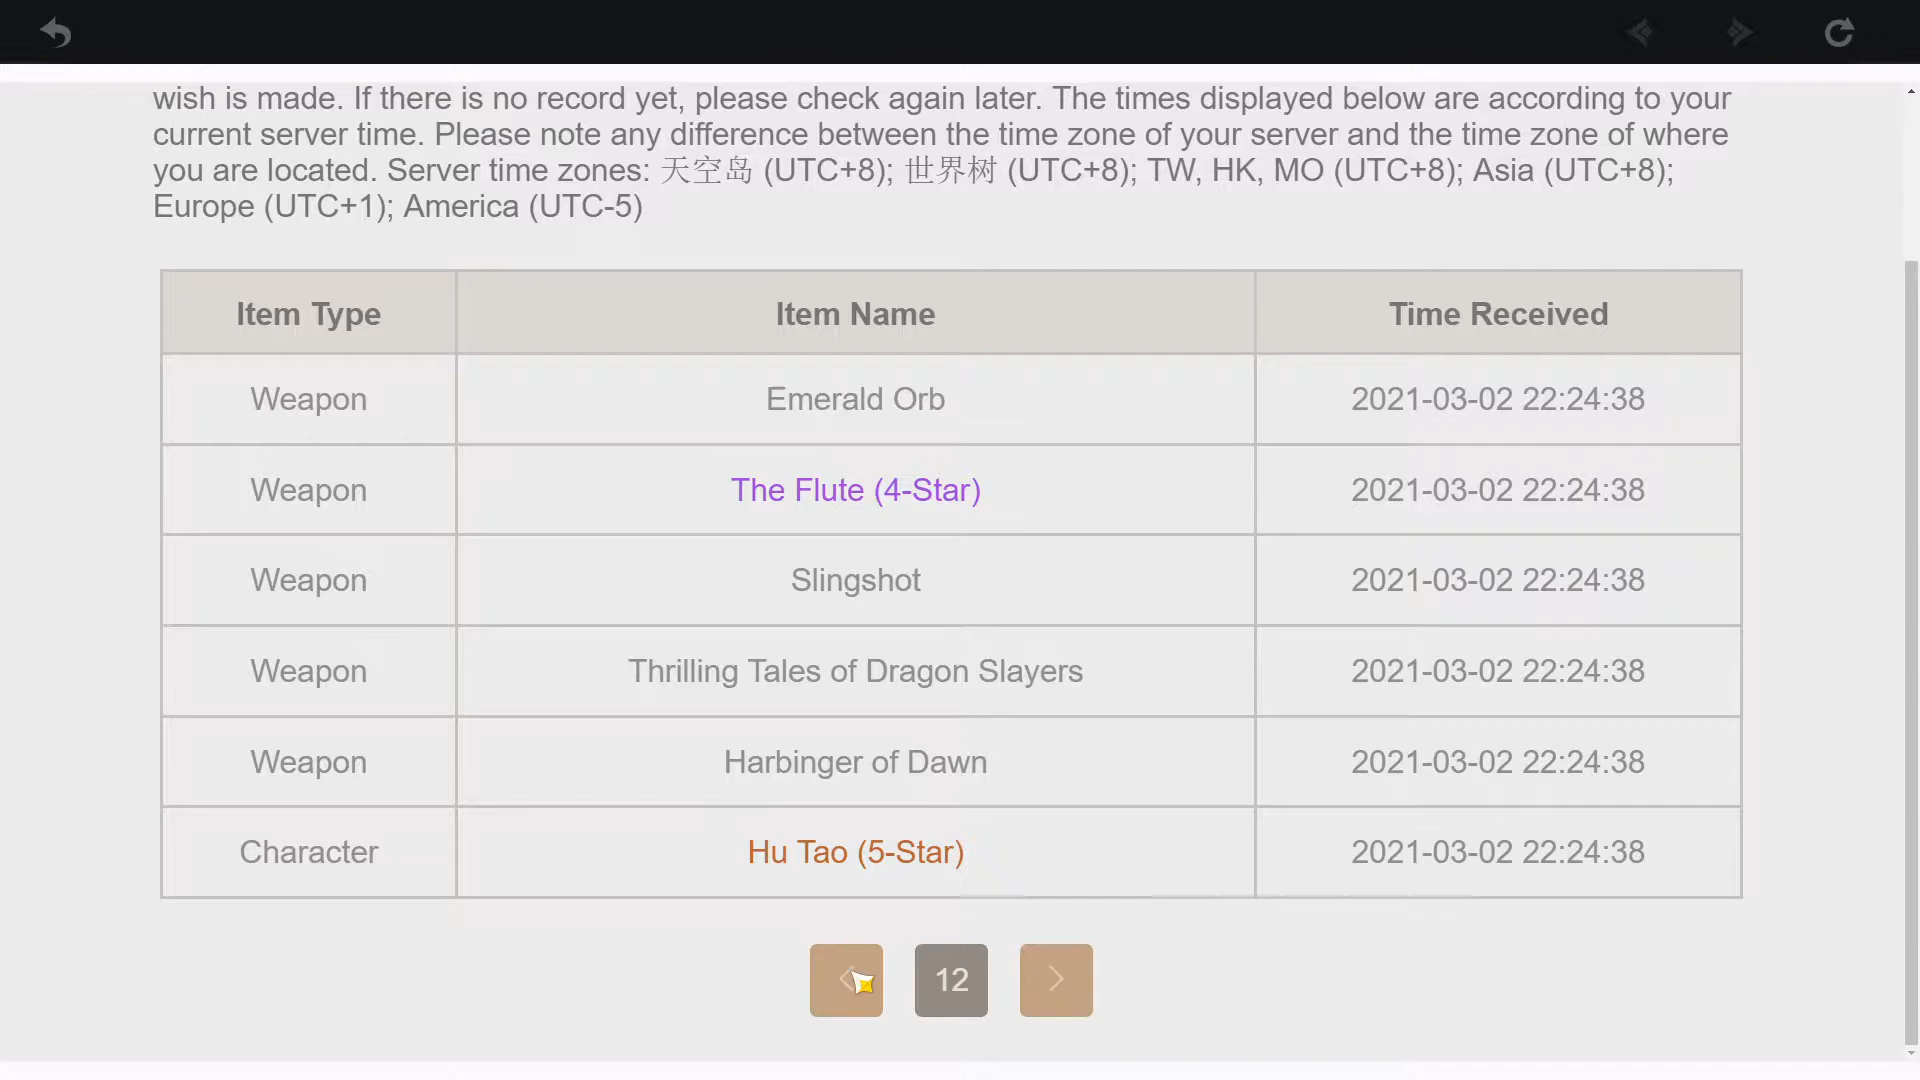 wish is made. If there is no record yet, please check again later. The times displayed below are according to your
current server time. Please note any difference between the time zone of your server and the time zone of where
you are located. Server time zones: 天空岛 (UTC+8); 世界树 (UTC+8); TW, HK, MO (UTC+8); Asia (UTC+8);
Europe (UTC+1); America (UTC-5)
Item Type Item Name Time Received
Weapon Emerald Orb 2021-03-02 22:24:38
Weapon The Flute (4-Star) 2021-03-02 22:24:38
Weapon Slingshot 2021-03-02 22:24:38
Weapon Thrilling Tales of Dragon Slayers 2021-03-02 22:24:38
Weapon Harbinger of Dawn 2021-03-02 22:24:38
Character Hu Tao (5-Star) 2021-03-02 22:24:38
12